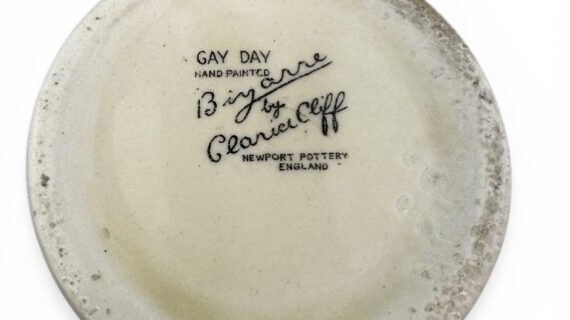 GAY DAY
HAND PAINTED
Bizarre
by
Clarice Cliff
NEWPORT POTTERY
ENGLAND